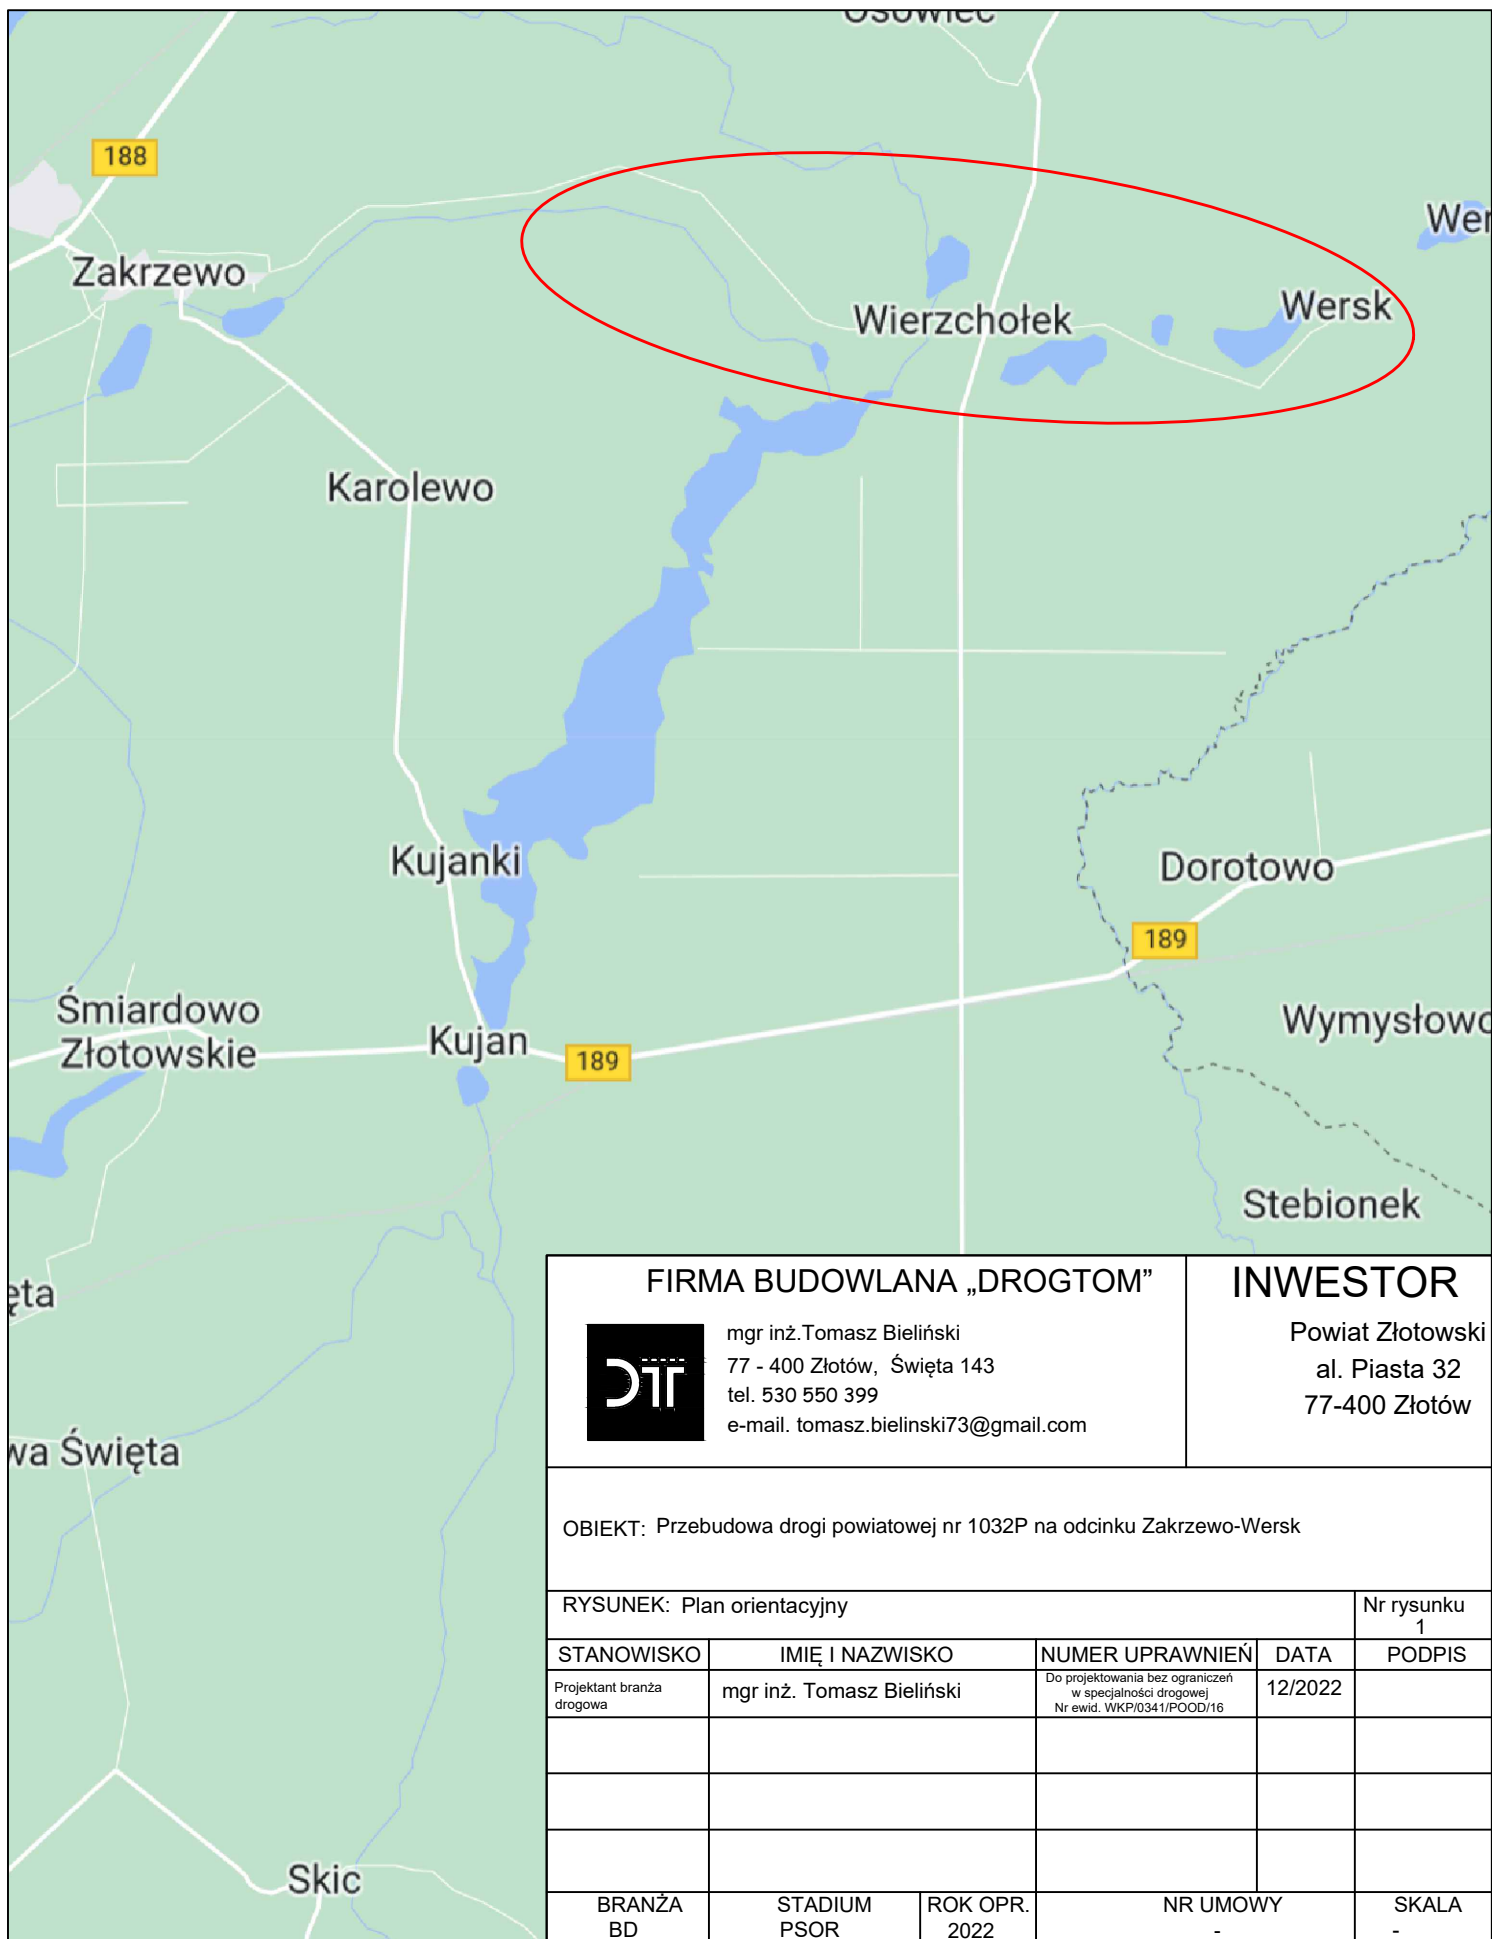 Osowiec
188
Wer
Zakrzewo
Wersk
Wierzchołek
Karolewo
Kujanki
Dorotowo
189
Śmiardowo
Złotowskie
Wymysłowo
Kujan
189
Stebionek
ęta
wa Święta
Skic
FIRMA BUDOWLANA „DROGTOM”
DTT
mgr inż.Tomasz Bieliński
77 - 400 Złotów, Święta 143
tel. 530 550 399
e-mail. tomasz.bielinski73@gmail.com
INWESTOR
Powiat Złotowski
al. Piasta 32
77-400 Złotów
OBIEKT: Przebudowa drogi powiatowej nr 1032P na odcinku Zakrzewo-Wersk
RYSUNEK: Plan orientacyjny
Nr rysunku
1
STANOWISKO IMIĘ I NAZWISKO NUMER UPRAWNIEŃ DATA PODPIS
Projektant branża
drogowa
mgr inż. Tomasz Bieliński
Do projektowania bez ograniczeń
w specjalności drogowej
Nr ewid. WKP/0341/POOD/16
12/2022
BRANŻA STADIUM ROK OPR. NR UMOWY SKALA
BD PSOR 2022 - -